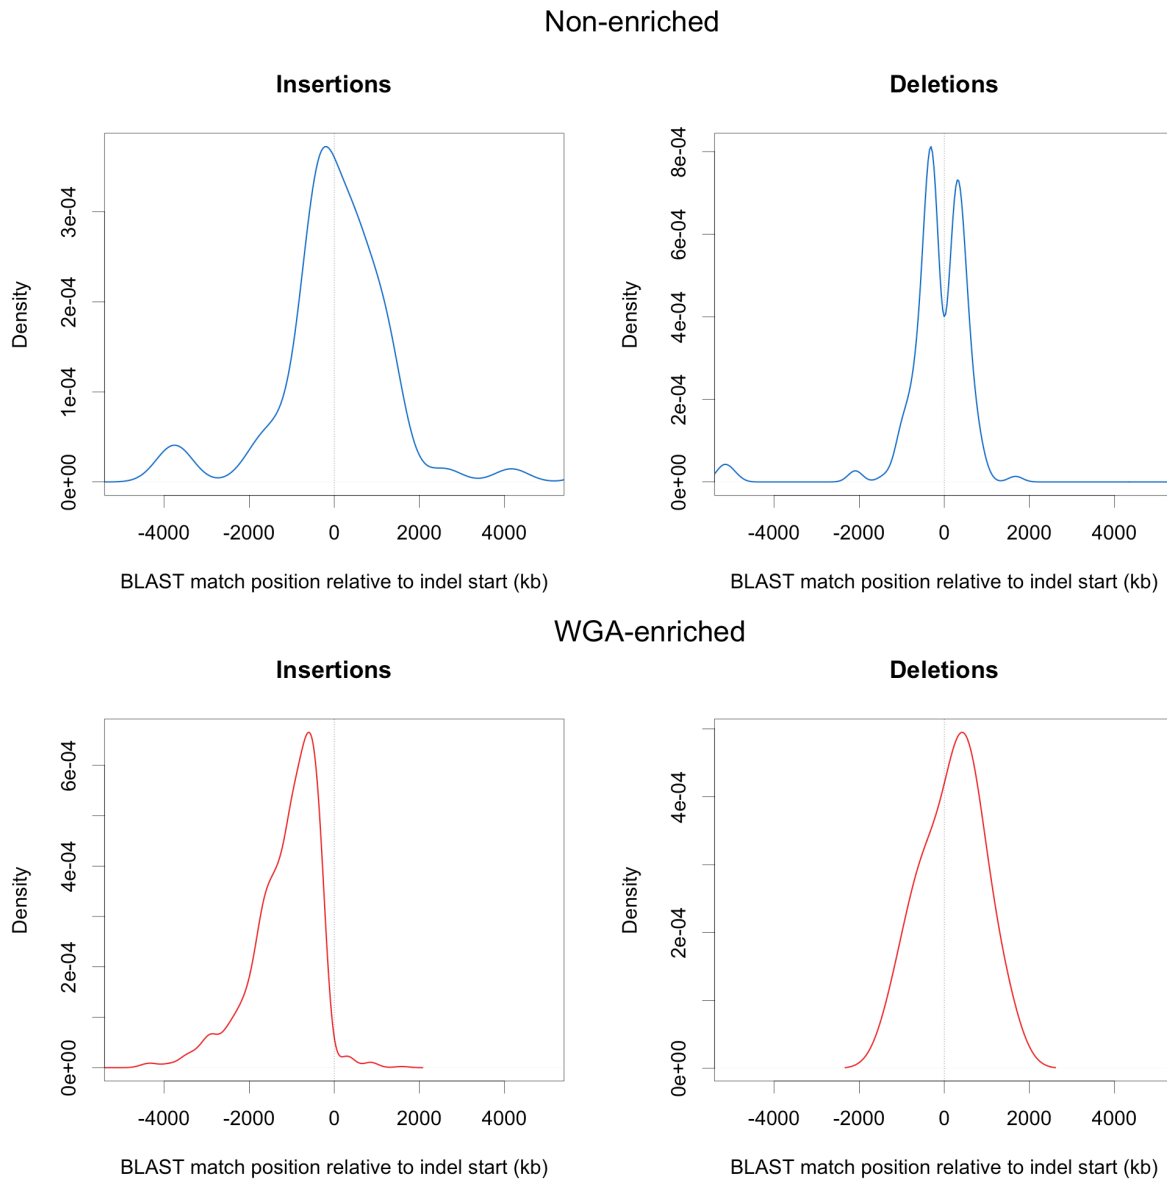 Non-enriched
Insertions
Deletions
Density
0e+00 1e-04 2e-04 3e-04
-4000 -2000 0 2000 4000
BLAST match position relative to indel start (kb)
Density
0e+00 2e-04 4e-04 6e-04 8e-04
-4000 -2000 0 2000 4000
BLAST match position relative to indel start (kb)
WGA-enriched
Insertions
Deletions
Density
0e+00 2e-04 4e-04 6e-04
-4000 -2000 0 2000 4000
BLAST match position relative to indel start (kb)
Density
0e+00 2e-04 4e-04
-4000 -2000 0 2000 4000
BLAST match position relative to indel start (kb)